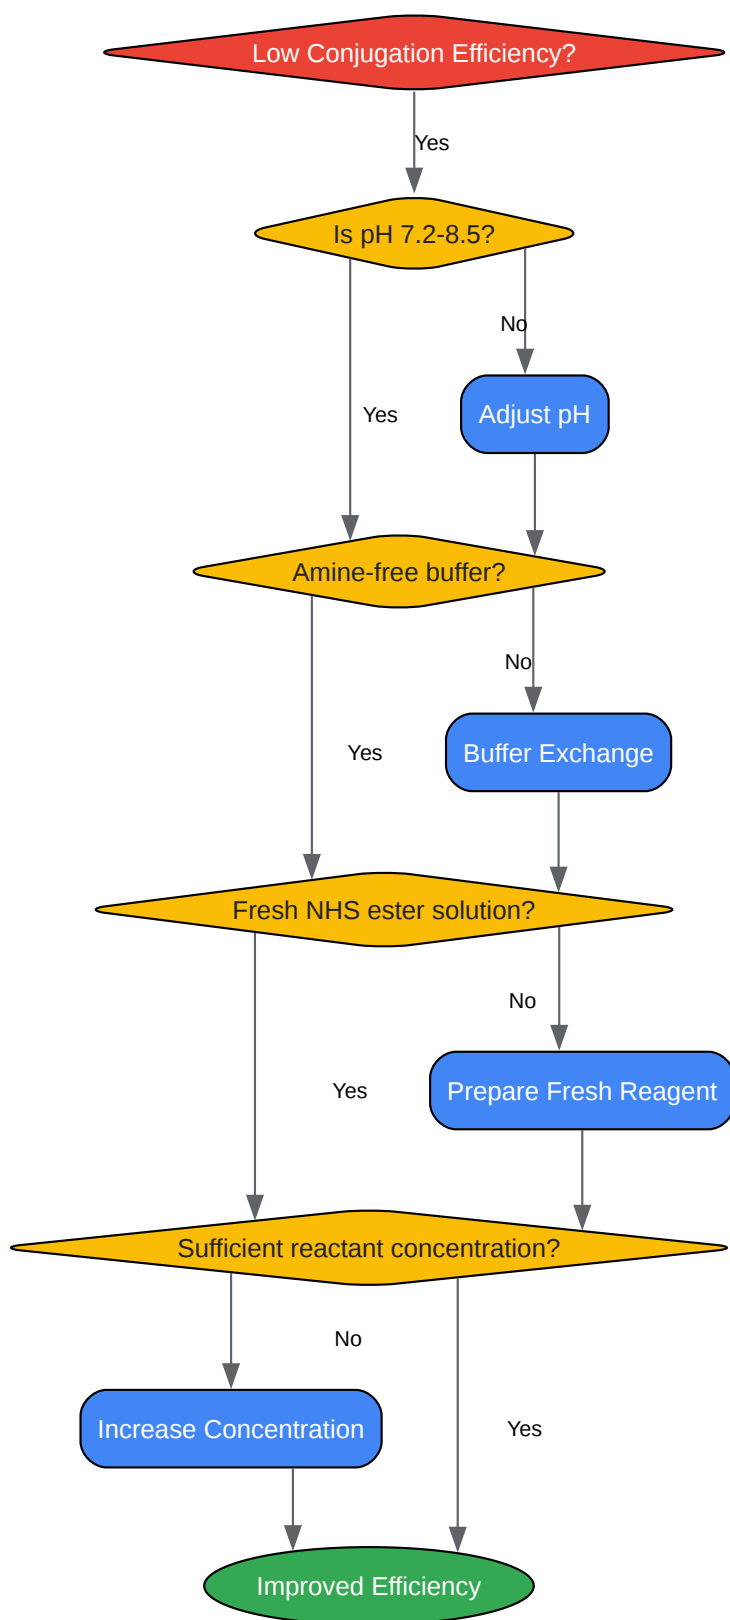 Low Conjugation Efficiency?
Yes
Is pH 7.2-8.5?
No
Yes
Adjust pH
Amine-free buffer?
No
Yes
Buffer Exchange
Fresh NHS ester solution?
No
Yes
Prepare Fresh Reagent
Sufficient reactant concentration?
No
Increase Concentration
Yes
Improved Efficiency